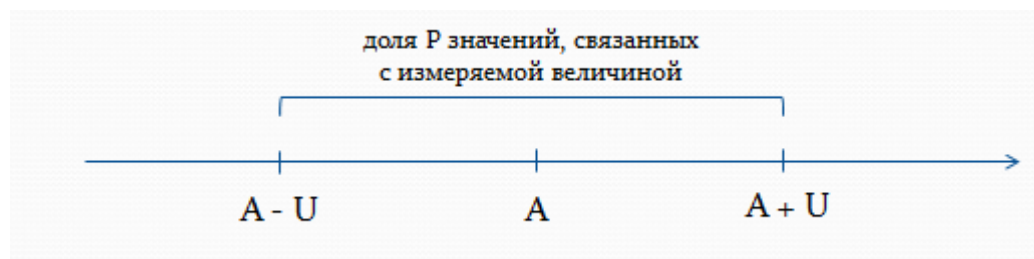 доля P значений, связанных
с измеряемой величиной
A - U
A
A + U